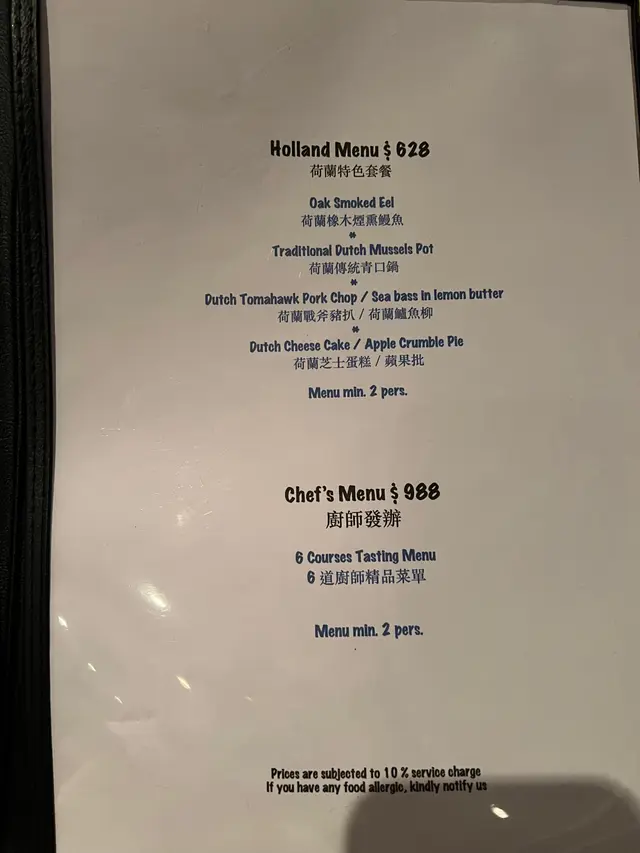 Holland Menu $ 628
荷蘭特色套餐
Oak Smoked Eel
荷蘭橡木煙熏鰻魚
*
Traditional Dutch Mussels Pot
荷蘭傳統青口鍋
*
Dutch Tomahawk Pork Chop / Sea bass in lemon butter
荷蘭戰斧豬扒 / 荷蘭鱸魚柳
*
Dutch Cheese Cake / Apple Crumble Pie
荷蘭芝士蛋糕 / 蘋果批
Menu min. 2 pers.
Chef's Menu $ 988
廚師發辦
6 Courses Tasting Menu
6 道廚師精品菜單
Menu min. 2 pers.
Prices are subjected to 10 % service charge
If you have any food allergic, kindly notify us